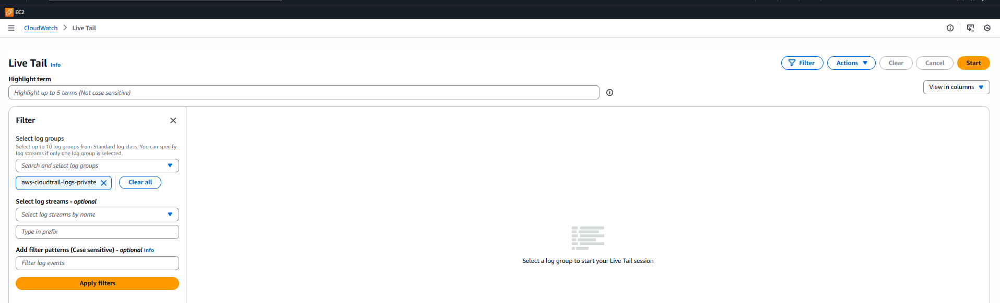 EC2
CloudWatch > Live Tail
Live Tail Info
Filter
Actions
Clear
Cancel
Start
Highlight term
Highlight up to 5 terms (Not case sensitive)
View in columns
Filter
Select log groups
Select up to 10 log groups from Standard log class. You can specify
log streams if only one log group is selected.
Search and select log groups
aws-cloudtrail-logs-private
Clear all
Select log streams - optional
Select log streams by name
Type in prefix
Add filter patterns (Case sensitive) - optional Info
Filter log events
Apply filters
Select a log group to start your Live Tail session